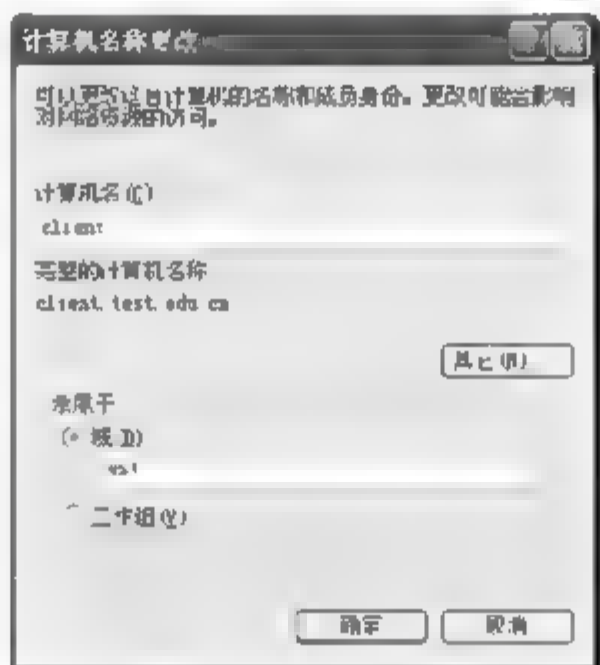 计算机名称更改
可以更改这台计算机的名称和成员身份。更改可能会影响
对网络资源的访问。
计算机名(C)
client
完整的计算机名称
client.test.edu.cn
其它(M)
隶属于
域(D)
工作组(W)
确定
取消